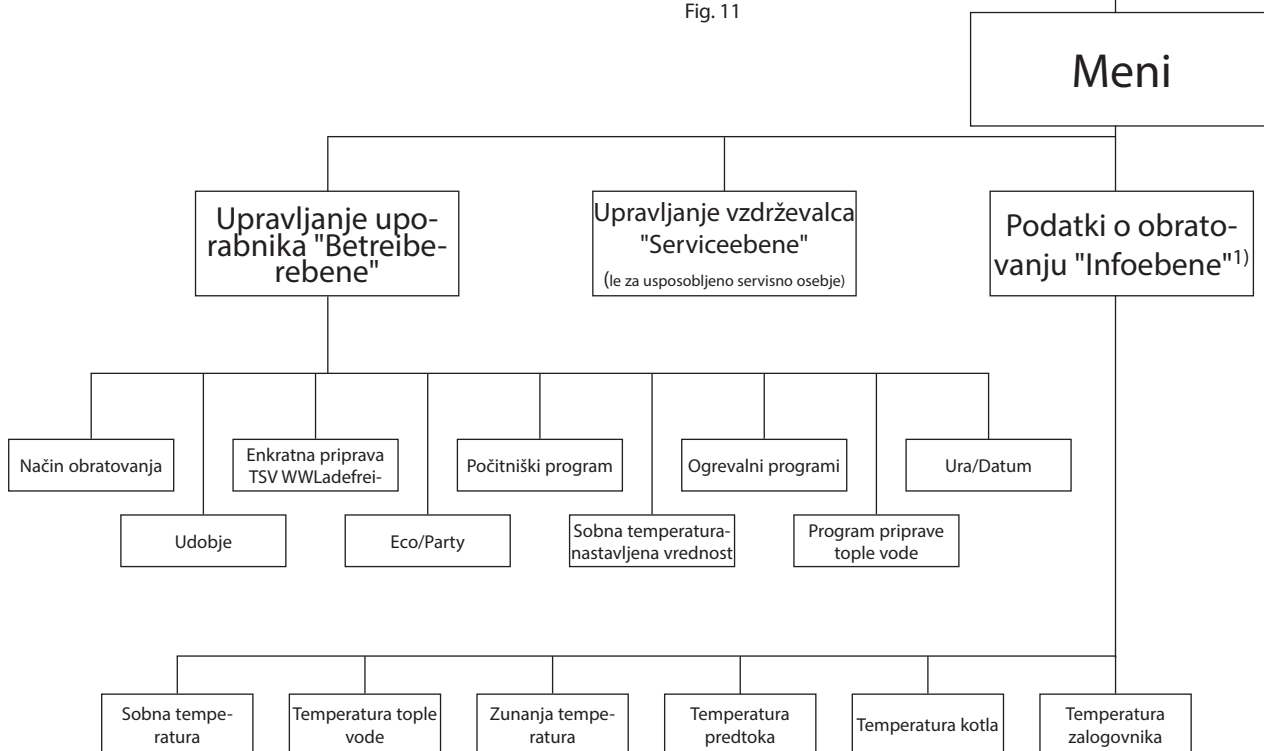 Fig. 11
Meni
Upravljanje upo-
rabnika "Betreibe-
rebene"
Upravljanje vzdrževalca
"Serviceebene"
(le za usposobljeno servisno osebje)
Podatki o obrato-
vanju "Infoebene"1)
Način obratovanja
Enkratna priprava
TSV WWLadefrei-
Počitniški program
Ogrevalni programi
Ura/Datum
Udobje
Eco/Party
Sobna temperatura-
nastavljena vrednost
Program priprave
tople vode
Sobna tempe-
ratura
Temperatura tople
vode
Zunanja tempe-
ratura
Temperatura
predtoka
Temperatura kotla
Temperatura
zalogovnika